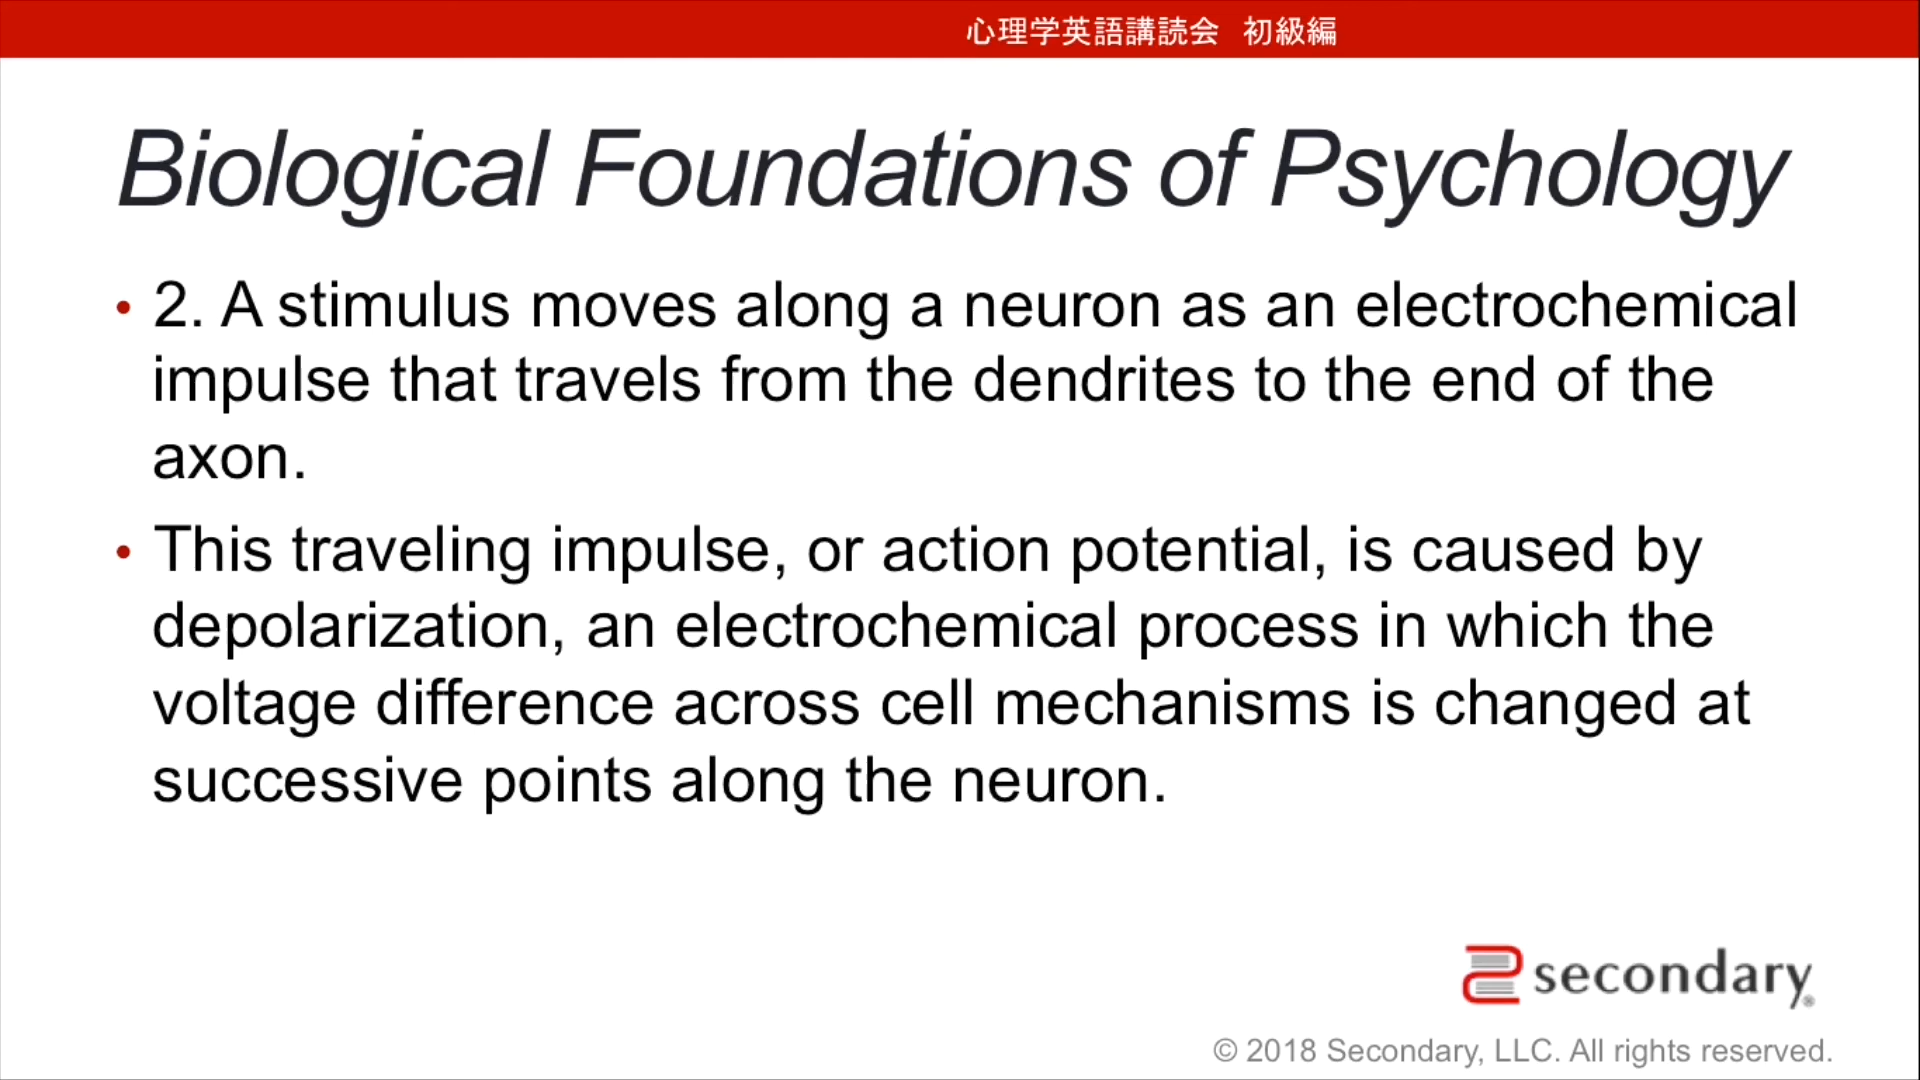 心理学英語講読会　初級編
Biological Foundations of Psychology
• 2. A stimulus moves along a neuron as an electrochemical
impulse that travels from the dendrites to the end of the
axon.
• This traveling impulse, or action potential, is caused by
depolarization, an electrochemical process in which the
voltage difference across cell mechanisms is changed at
successive points along the neuron.
secondary®
© 2018 Secondary, LLC. All rights reserved.